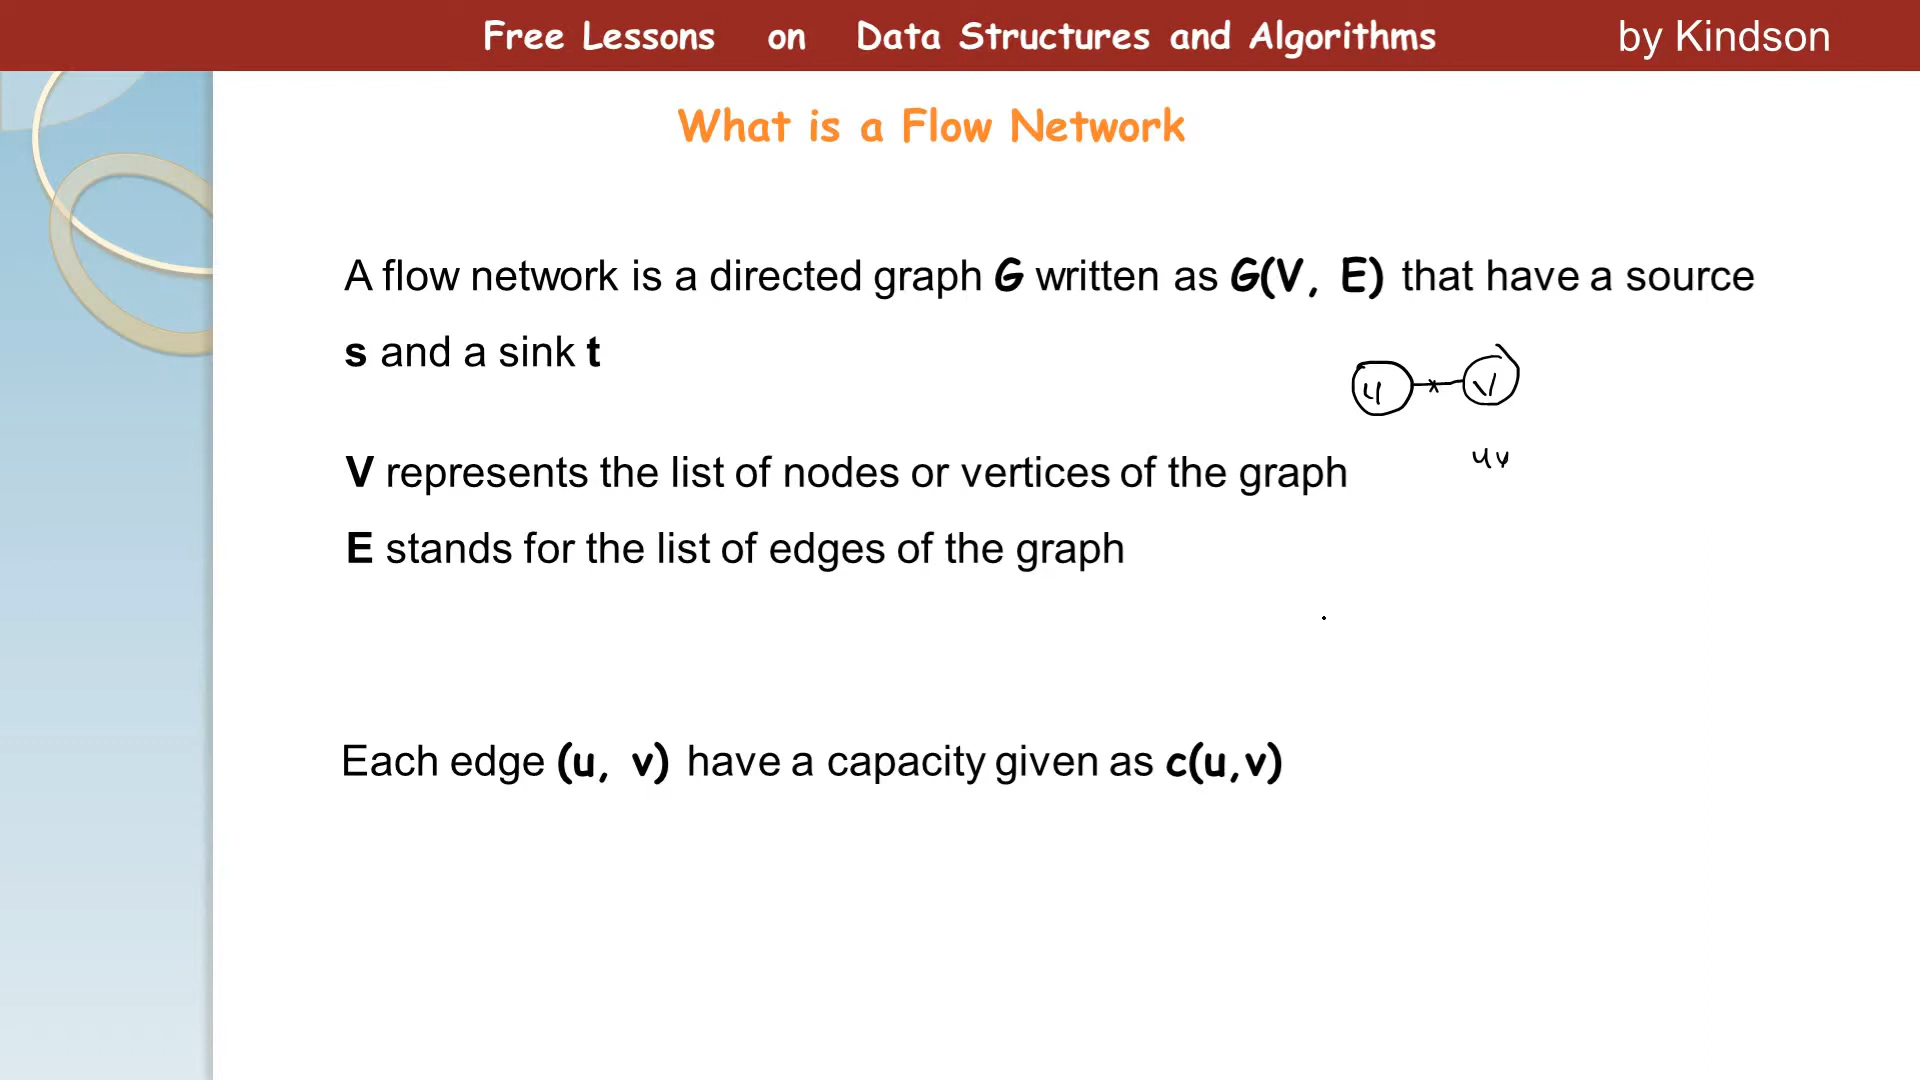 Free Lessons on Data Structures and Algorithms by Kindson
What is a Flow Network
A flow network is a directed graph G written as G(V, E) that have a source
s and a sink t
u v
uv
V represents the list of nodes or vertices of the graph
E stands for the list of edges of the graph
Each edge (u, v) have a capacity given as c(u,v)